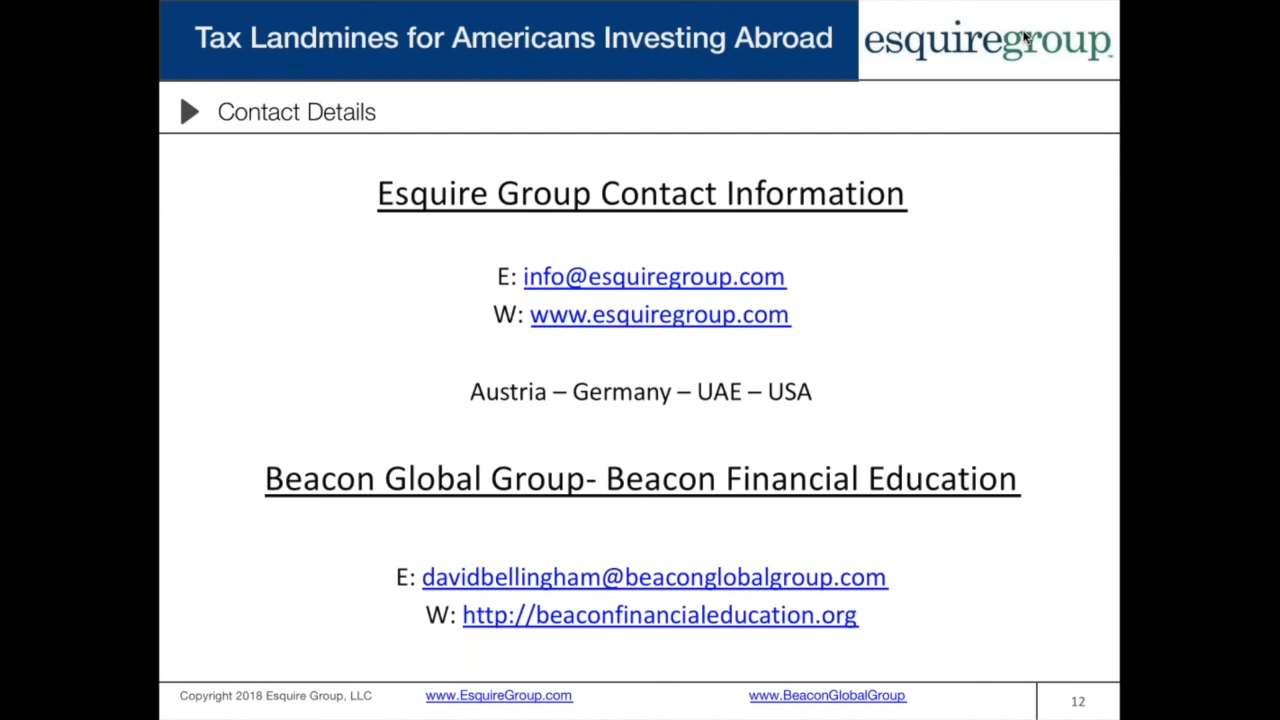 Tax Landmines for Americans Investing Abroad
esquiregroup™
Contact Details
Esquire Group Contact Information
E: info@esquiregroup.com
W: www.esquiregroup.com
Austria – Germany – UAE – USA
Beacon Global Group- Beacon Financial Education
E: davidbellingham@beaconglobalgroup.com
W: http://beaconfinancialeducation.org
Copyright 2018 Esquire Group, LLC
www.EsquireGroup.com
www.BeaconGlobalGroup
12